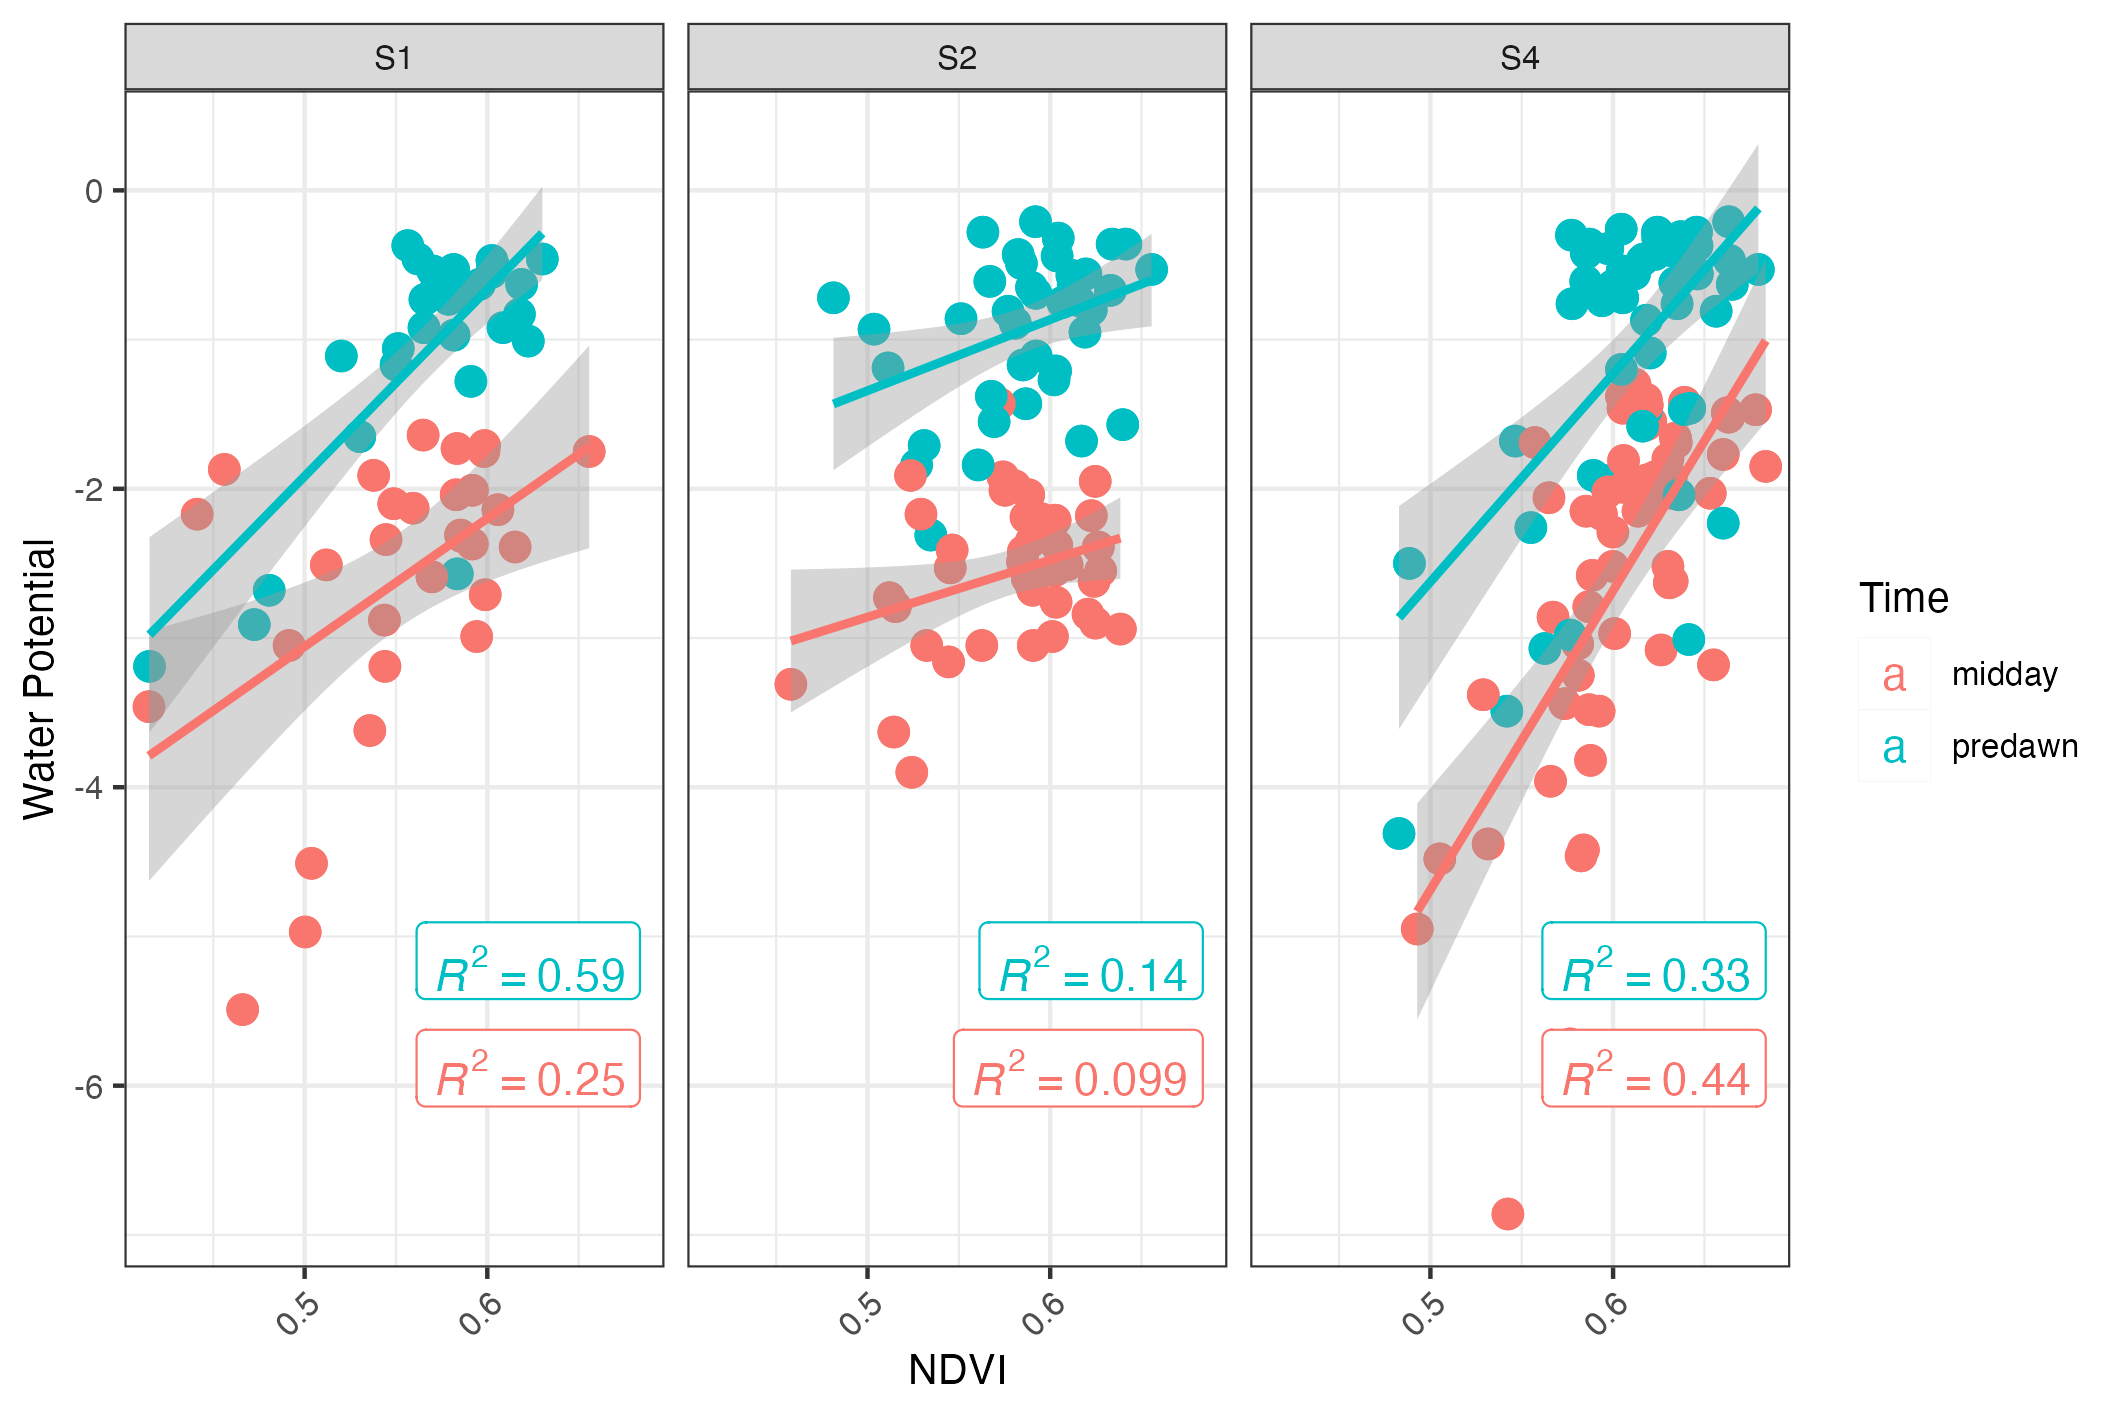 S1
S2
S4
0
-2
-4
-6
Water Potential
R² = 0.59
R² = 0.25
R² = 0.14
R² = 0.099
R² = 0.33
R² = 0.44
0.5
0.6
0.5
0.6
0.5
0.6
NDVI
Time
a midday
a predawn